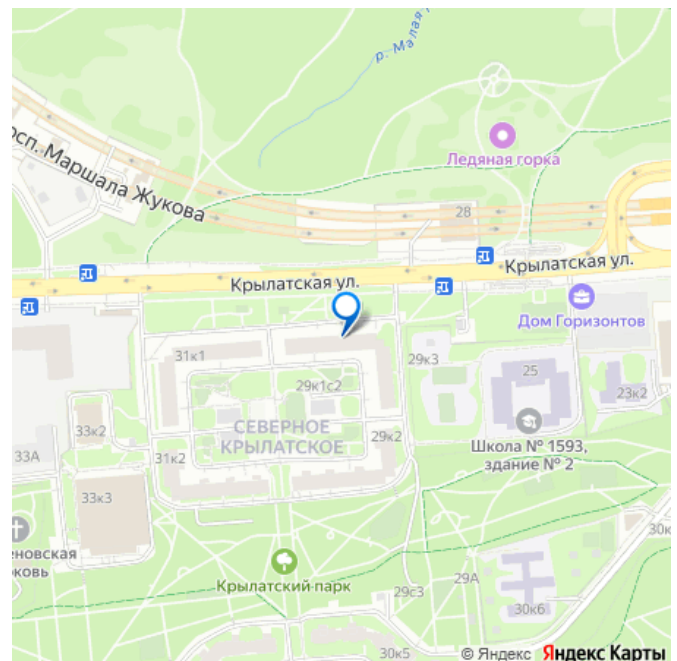 р. Малая
Ледяная горка
просп. Маршала Жукова
28
Крылатская ул.
Крылатская ул.
Дом Горизонтов
31к1
29к3
25
29к1с2
23к2
СЕВЕРНОЕ
КРЫЛАТСКОЕ
33к2
29к2
Школа № 1593,
здание № 2
33А
31к2
33к3
30к
еновская
рковь
Крылатский парк
29с3
29А
30к6
30к5
© Яндекс Яндекс Карты